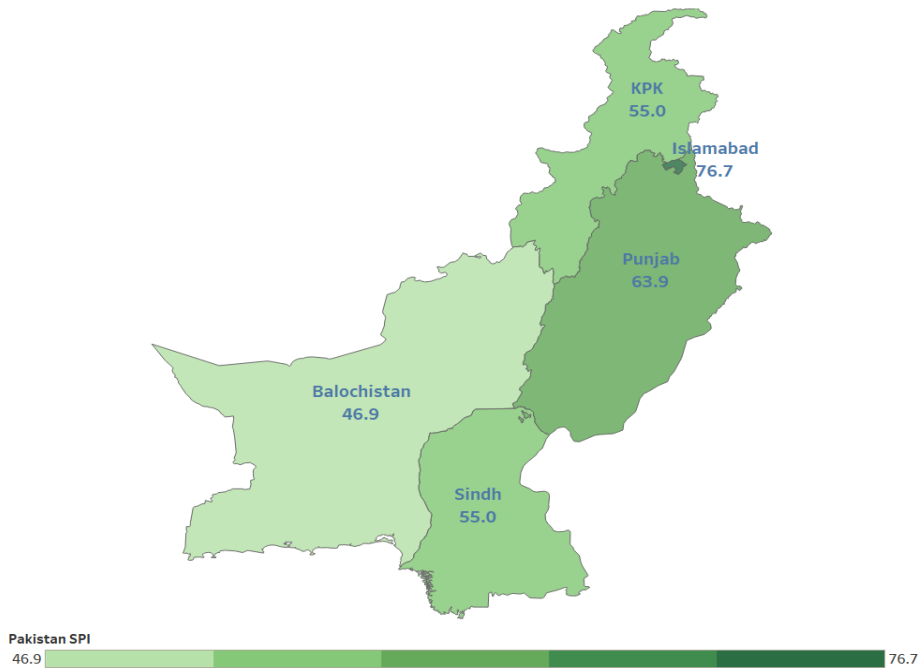 KPK
55.0
Islamabad
76.7
Punjab
63.9
Balochistan
46.9
Sindh
55.0
Pakistan SPI
46.9 76.7